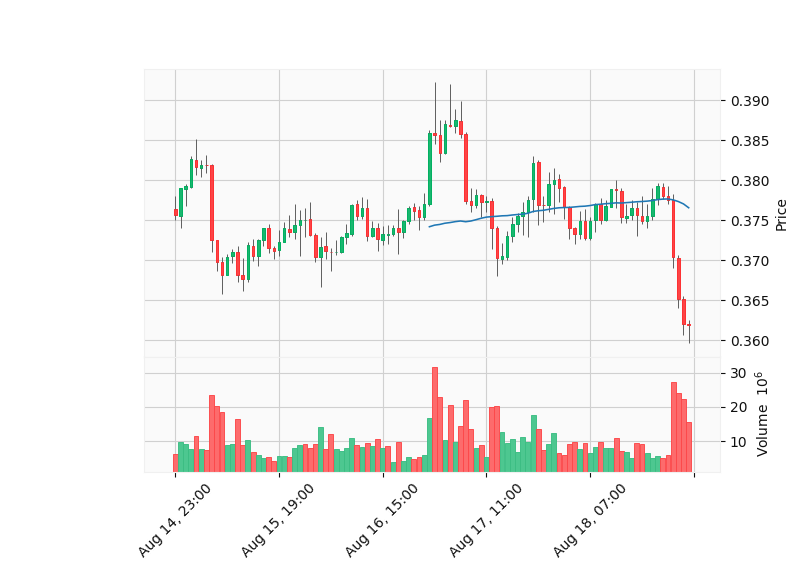 0.390
0.385
0.380
0.375
0.370
0.365
0.360
Price
30
20
10
Volume 10⁶
Aug 14, 23:00
Aug 15, 19:00
Aug 16, 15:00
Aug 17, 11:00
Aug 18, 07:00